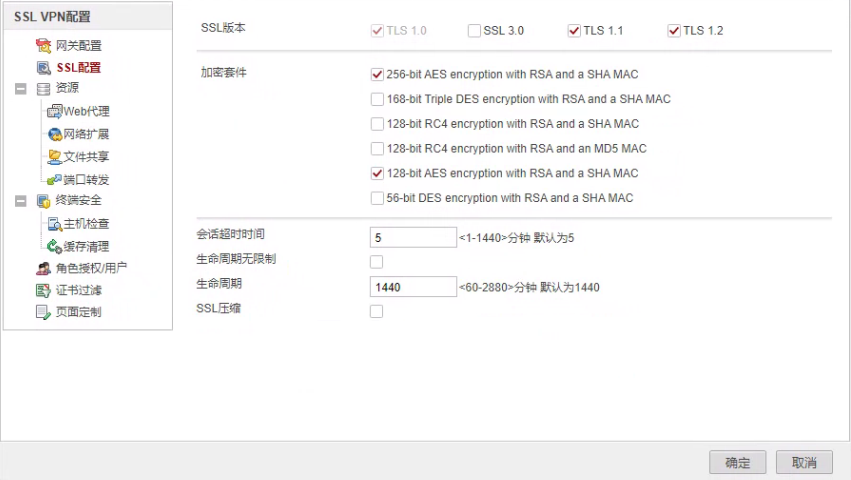 SSL VPN配置
网关配置
SSL配置
资源
Web代理
网络扩展
文件共享
端口转发
终端安全
主机检查
缓存清理
角色授权/用户
证书过滤
页面定制
SSL版本
TLS 1.0 SSL 3.0 TLS 1.1 TLS 1.2
加密套件
256-bit AES encryption with RSA and a SHA MAC
168-bit Triple DES encryption with RSA and a SHA MAC
128-bit RC4 encryption with RSA and a SHA MAC
128-bit RC4 encryption with RSA and an MD5 MAC
128-bit AES encryption with RSA and a SHA MAC
56-bit DES encryption with RSA and a SHA MAC
会话超时时间 5 <1-1440>分钟 默认为5
生命周期无限制
生命周期 1440 <60-2880>分钟 默认为1440
SSL压缩
确定 取消